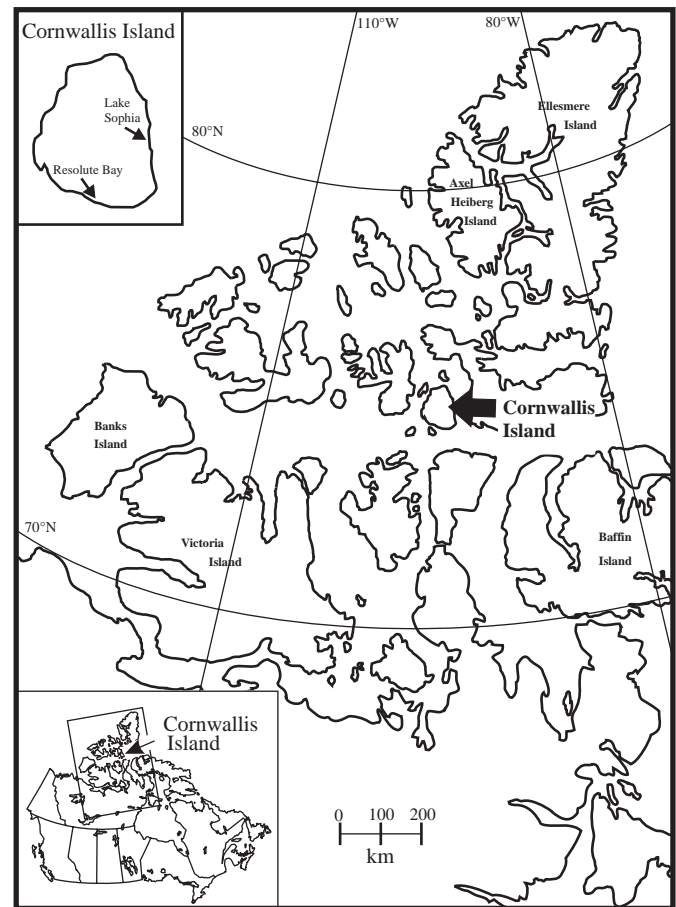 Cornwallis Island
Lake
Sophia
Resolute Bay
110°W
80°W
80°N
Ellesmere
Island
Axel
Heiberg
Island
Cornwallis
Island
Banks
Island
70°N
Victoria
Island
Baffin
Island
Cornwallis
Island
0 100 200
km